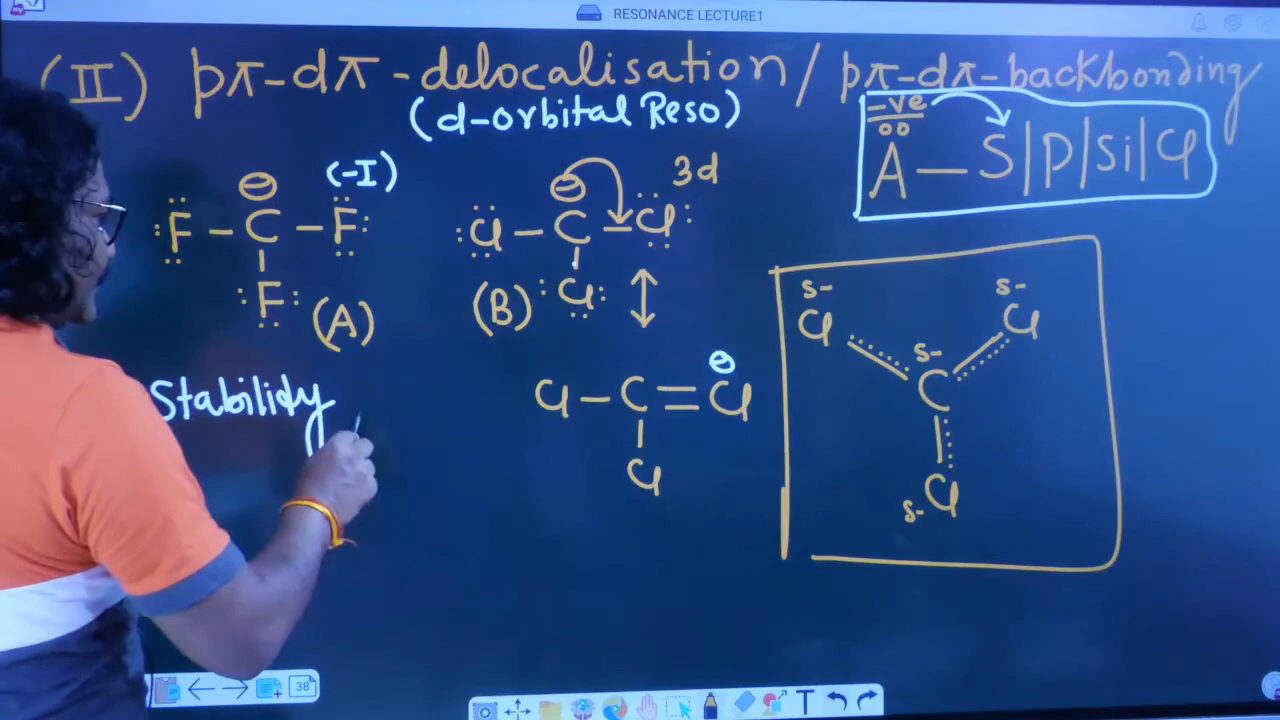 RESONANCE LECTURE1
(II) pπ-dπ-delocalisation / pπ-dπ-backbonding
(d-orbital Reso)
-ve
A — S|P|Si|Cl
⊖ (-I)
:F — C — F:
:F: (A)
⊖ 3d
:Cl — C — Cl:
(B) :Cl:
⊖
Cl — C = Cl
Cl
s- s-
Cl Cl
s-
C
s- Cl
Stability
38
T